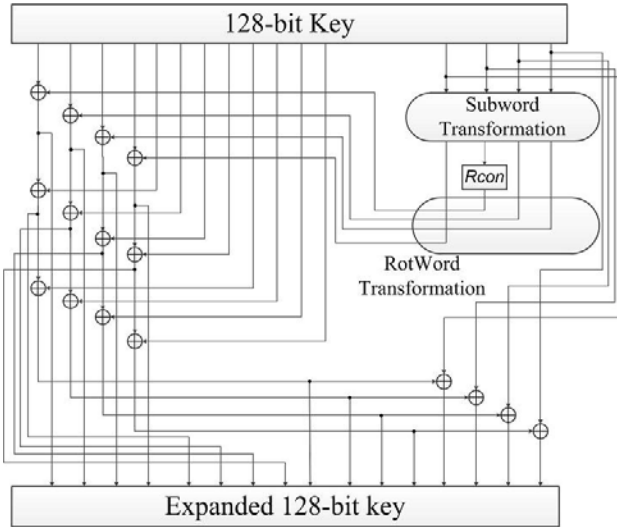 128-bit Key
Subword
Transformation
Rcon
RotWord
Transformation
Expanded 128-bit key